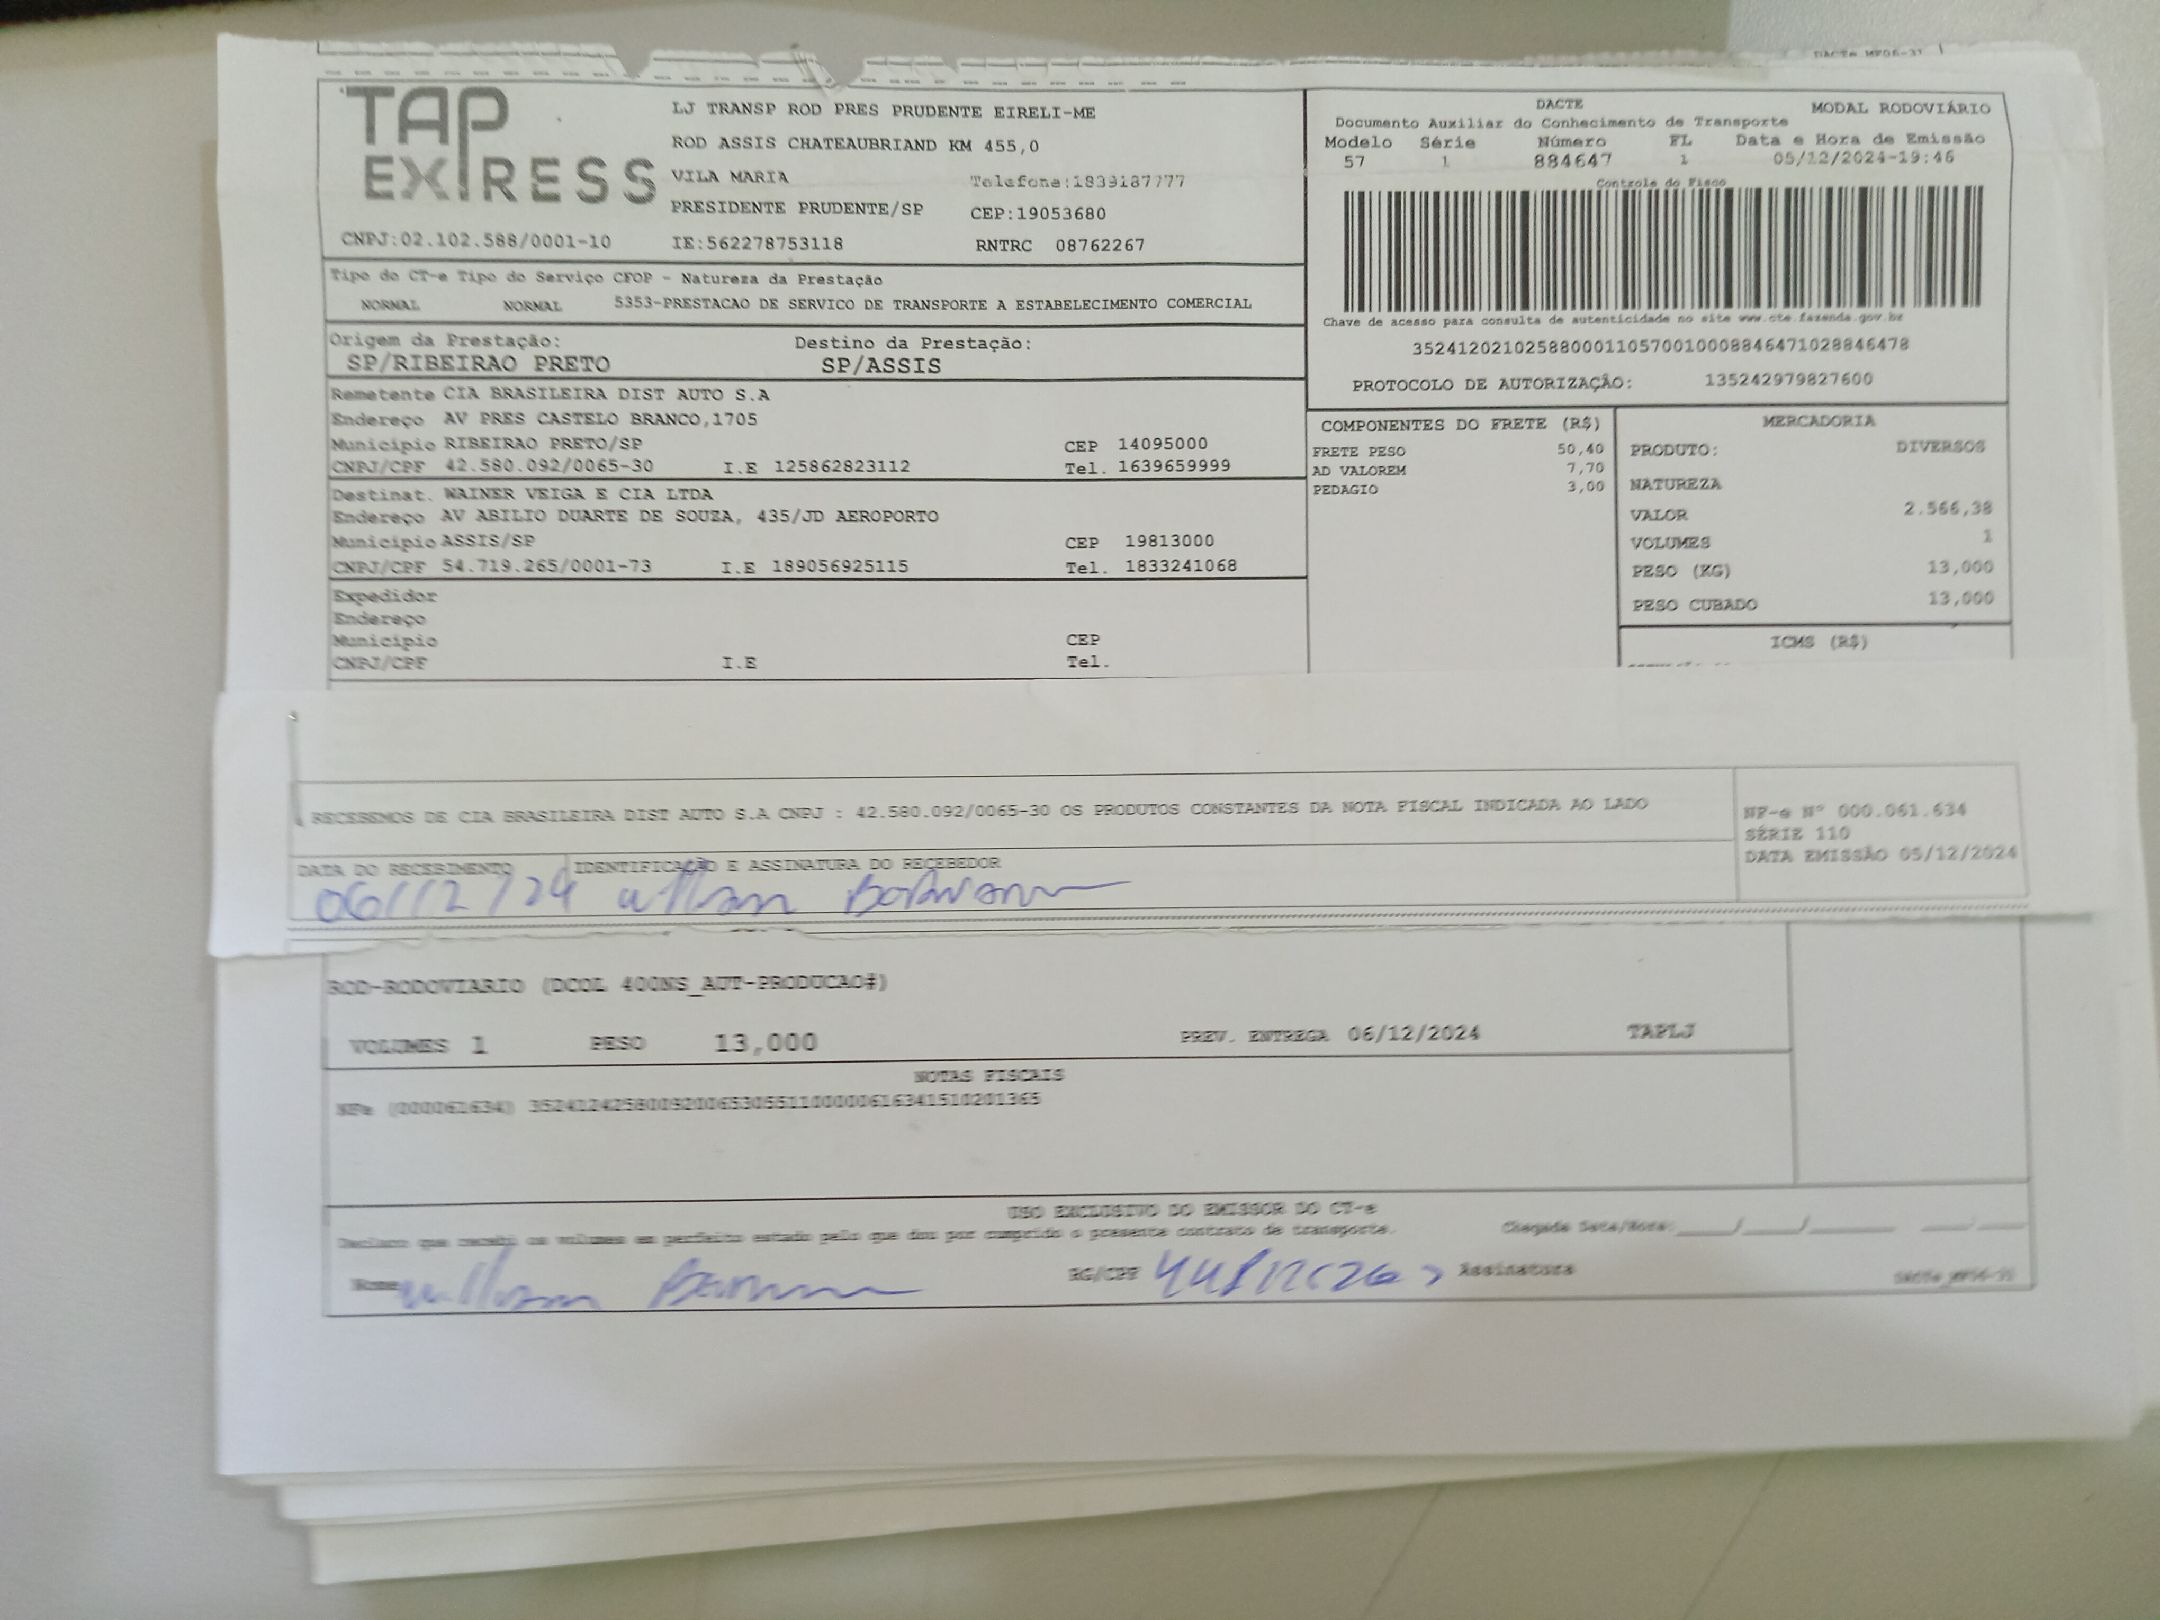 DACTe MF06-31
TAP EXPRESS
LJ TRANSP ROD PRES PRUDENTE EIRELI-ME
ROD ASSIS CHATEAUBRIAND KM 455,0
VILA MARIA Telefone:1839187777
PRESIDENTE PRUDENTE/SP CEP:19053680
CNPJ:02.102.588/0001-10 IE:562278753118 RNTRC 08762267
DACTE MODAL RODOVIÁRIO
Documento Auxiliar do Conhecimento de Transporte
Modelo Série Número FL Data e Hora de Emissão
57 1 884647 1 05/12/2024-19:46
Controle do Fisco
Chave de acesso para consulta de autenticidade no site www.cte.fazenda.gov.br
35241202102588000110570010008846471028846478
PROTOCOLO DE AUTORIZAÇÃO: 135242979827600
Tipo do CT-e Tipo do Serviço CFOP - Natureza da Prestação
NORMAL NORMAL 5353-PRESTACAO DE SERVICO DE TRANSPORTE A ESTABELECIMENTO COMERCIAL
Origem da Prestação: Destino da Prestação:
SP/RIBEIRAO PRETO SP/ASSIS
Remetente CIA BRASILEIRA DIST AUTO S.A
Endereço AV PRES CASTELO BRANCO,1705
Município RIBEIRAO PRETO/SP CEP 14095000
CNPJ/CPF 42.580.092/0065-30 I.E 125862823112 Tel. 1639659999
Destinat. WAINER VEIGA E CIA LTDA
Endereço AV ABILIO DUARTE DE SOUZA, 435/JD AEROPORTO
Município ASSIS/SP CEP 19813000
CNPJ/CPF 54.719.265/0001-73 I.E 189056925115 Tel. 1833241068
Expedidor
Endereço
Município CEP
CNPJ/CPF I.E Tel.
COMPONENTES DO FRETE (R$)
FRETE PESO 50,40
AD VALOREM 7,70
PEDAGIO 3,00
MERCADORIA
PRODUTO: DIVERSOS
NATUREZA
VALOR 2.566,38
VOLUMES 1
PESO (KG) 13,000
PESO CUBADO 13,000
ICMS (R$)
RECEBEMOS DE CIA BRASILEIRA DIST AUTO S.A CNPJ : 42.580.092/0065-30 OS PRODUTOS CONSTANTES DA NOTA FISCAL INDICADA AO LADO
NF-e Nº 000.061.634
SÉRIE 110
DATA EMISSÃO 05/12/2024
DATA DO RECEBIMENTO IDENTIFICAÇÃO E ASSINATURA DO RECEBEDOR
06/12/24
ROD-RODOVIARIO (DCOL 400NS_AUT-PRODUCAO#)
VOLUMES 1 PESO 13,000 PREV. ENTREGA 06/12/2024 TAPLJ
NOTAS FISCAIS
NFe (000061634) 35241242580092006530551100000616341510201365
USO EXCLUSIVO DO EMISSOR DO CT-e
Declaro que recebi os volumes em perfeito estado pelo que dou por cumprido o presente contrato de transporte. Chegada Data/Hora:
Nome RG/CPF Assinatura DACTe MF06-31